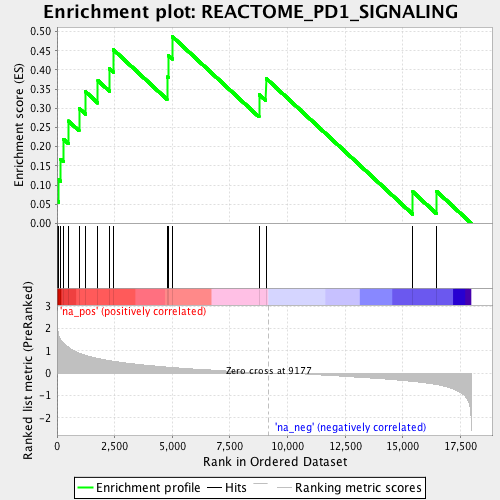 Enrichment plot: REACTOME_PD1_SIGNALING
0.50
0.45
0.40
0.35
0.30
0.25
0.20
0.15
0.10
0.05
0.00
Enrichment score (ES)
'na_pos' (positively correlated)
3
2
1
0
-1
-2
Ranked list metric (PreRanked)
Zero cross at 9177
'na_neg' (negatively correlated)
0 2,500 5,000 7,500 10,000 12,500 15,000 17,500
Rank in Ordered Dataset
Enrichment profile Hits Ranking metric scores